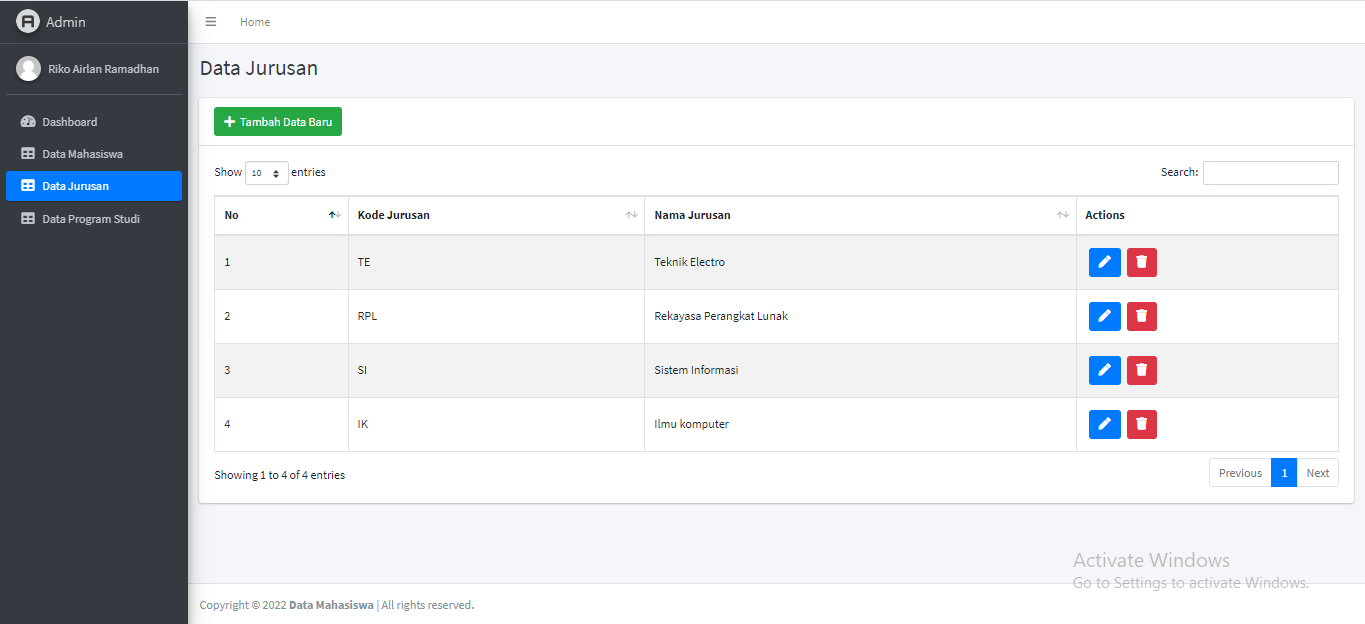 Admin
Home
Riko Airlan Ramadhan
Dashboard
Data Mahasiswa
Data Jurusan
Data Program Studi
Data Jurusan
Tambah Data Baru
Show 10 entries
Search:
No Kode Jurusan Nama Jurusan Actions
1 TE Teknik Electro
2 RPL Rekayasa Perangkat Lunak
3 SI Sistem Informasi
4 IK Ilmu komputer
Showing 1 to 4 of 4 entries
Previous 1 Next
Activate Windows
Go to Settings to activate Windows.
Copyright © 2022 Data Mahasiswa | All rights reserved.